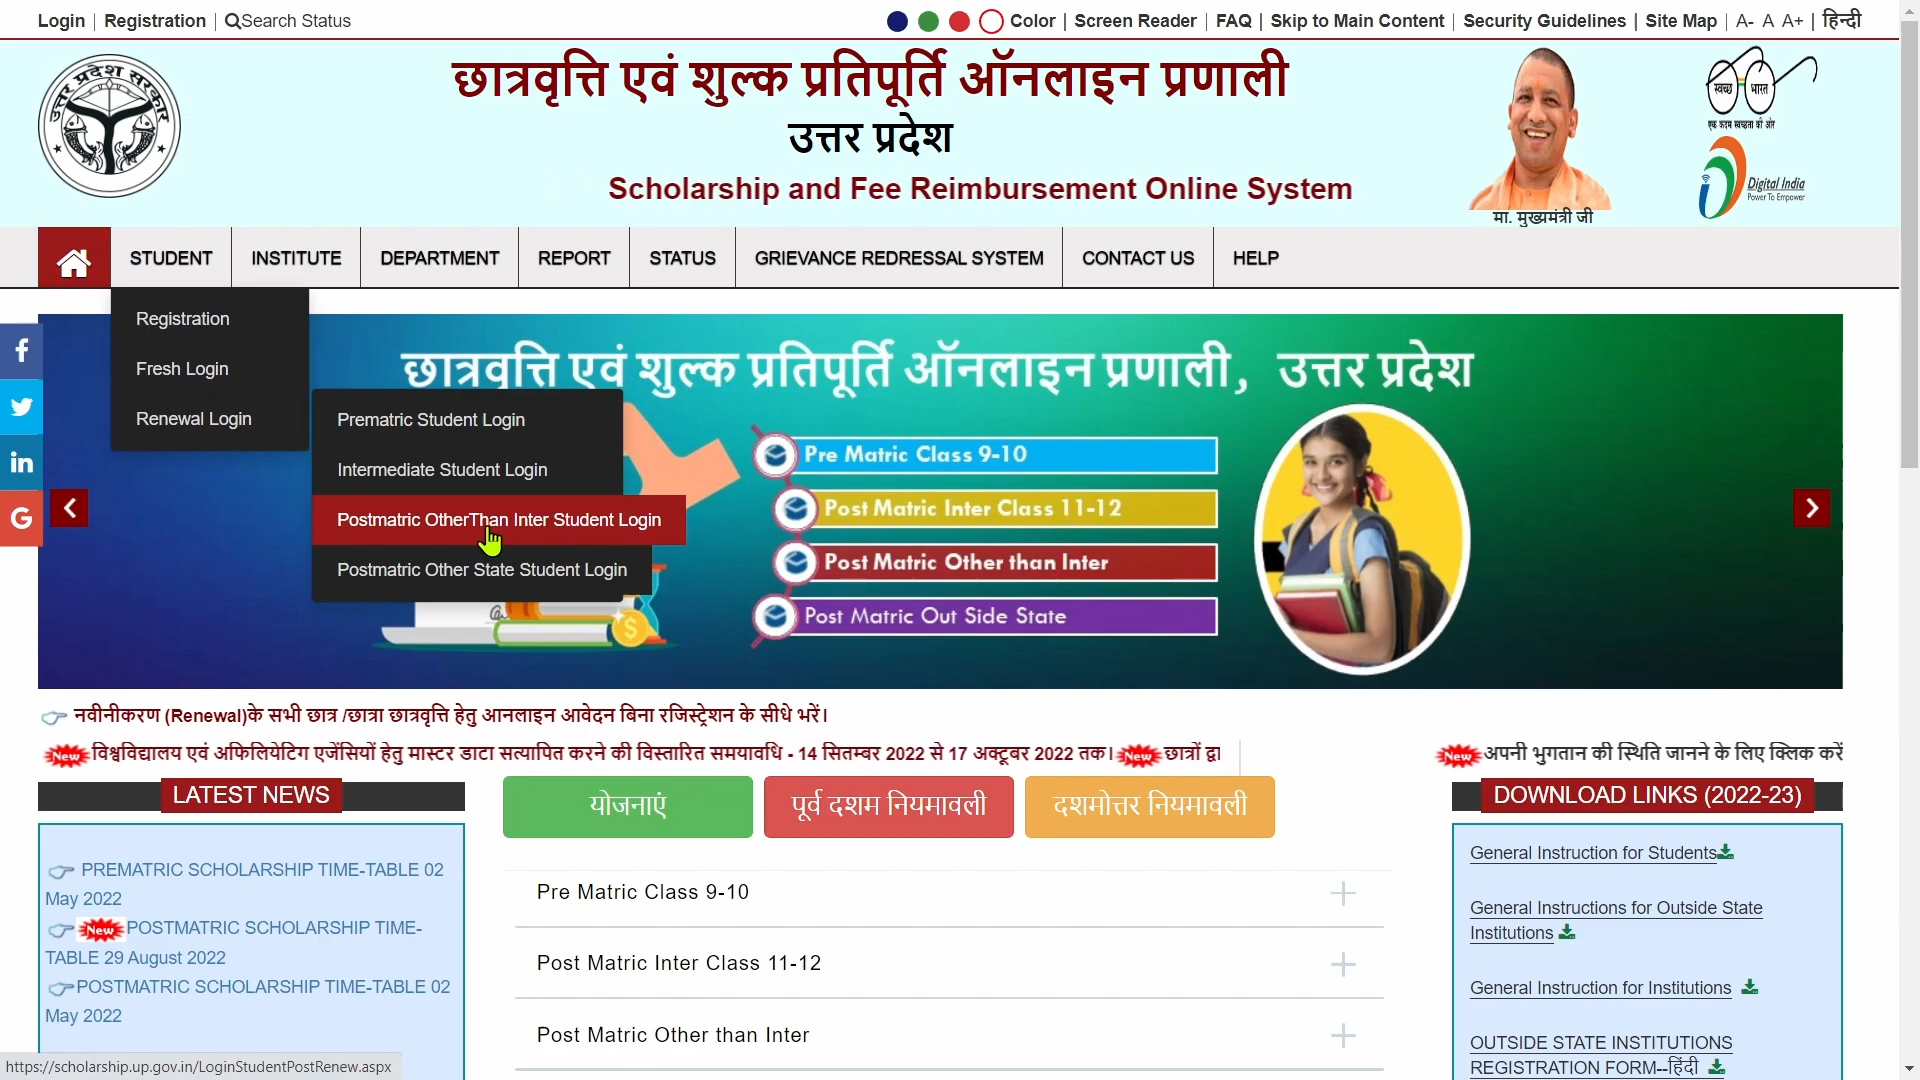 Login | Registration | Search Status
Color | Screen Reader | FAQ | Skip to Main Content | Security Guidelines | Site Map | A- A A+ | हिन्दी
उत्तर प्रदेश सरकार
छात्रवृत्ति एवं शुल्क प्रतिपूर्ति ऑनलाइन प्रणाली
उत्तर प्रदेश
Scholarship and Fee Reimbursement Online System
मा. मुख्यमंत्री जी
स्वच्छ भारत
एक कदम स्वच्छता की ओर
Digital India
Power To Empower
STUDENT INSTITUTE DEPARTMENT REPORT STATUS GRIEVANCE REDRESSAL SYSTEM CONTACT US HELP
Registration
Fresh Login
Renewal Login
Prematric Student Login
Intermediate Student Login
Postmatric OtherThan Inter Student Login
Postmatric Other State Student Login
छात्रवृत्ति एवं शुल्क प्रतिपूर्ति ऑनलाइन प्रणाली, उत्तर प्रदेश
Pre Matric Class 9-10
Post Matric Inter Class 11-12
Post Matric Other than Inter
Post Matric Out Side State
नवीनीकरण (Renewal)के सभी छात्र /छात्रा छात्रवृत्ति हेतु आनलाइन आवेदन बिना रजिस्ट्रेशन के सीधे भरें।
New विश्वविद्यालय एवं अफिलियेटिग एजेंसियों हेतु मास्टर डाटा सत्यापित करने की विस्तारित समयावधि - 14 सितम्बर 2022 से 17 अक्टूबर 2022 तक। New छात्रों द्वा
New अपनी भुगतान की स्थिति जानने के लिए क्लिक करें
LATEST NEWS
PREMATRIC SCHOLARSHIP TIME-TABLE 02
May 2022
New POSTMATRIC SCHOLARSHIP TIME-
TABLE 29 August 2022
POSTMATRIC SCHOLARSHIP TIME-TABLE 02
May 2022
योजनाएं
पूर्व दशम नियमावली
दशमोत्तर नियमावली
Pre Matric Class 9-10
Post Matric Inter Class 11-12
Post Matric Other than Inter
DOWNLOAD LINKS (2022-23)
General Instruction for Students
General Instructions for Outside State
Institutions
General Instruction for Institutions
OUTSIDE STATE INSTITUTIONS
REGISTRATION FORM--हिंदी
https://scholarship.up.gov.in/LoginStudentPostRenew.aspx